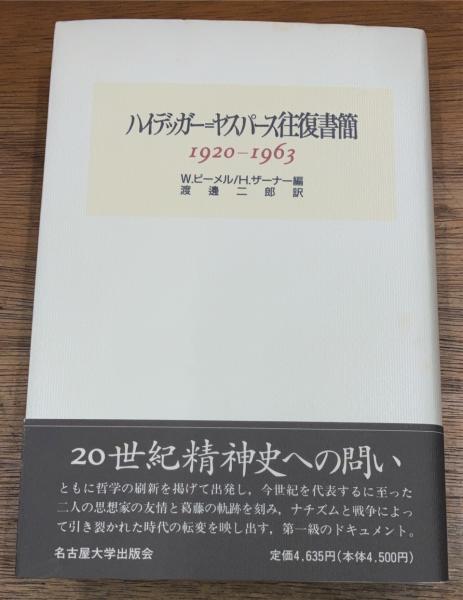 ハイデッガー=ヤスパース往復書簡
1920–1963
W.ビーメル/H.ザーナー編
渡邊二郎訳
20世紀精神史への問い
ともに哲学の刷新を掲げて出発し、今世紀を代表するに至った
二人の思想家の友情と葛藤の軌跡を刻み、ナチズムと戦争によっ
て引き裂かれた時代の転変を映し出す、第一級のドキュメント。
名古屋大学出版会
定価4,635円(本体4,500円)